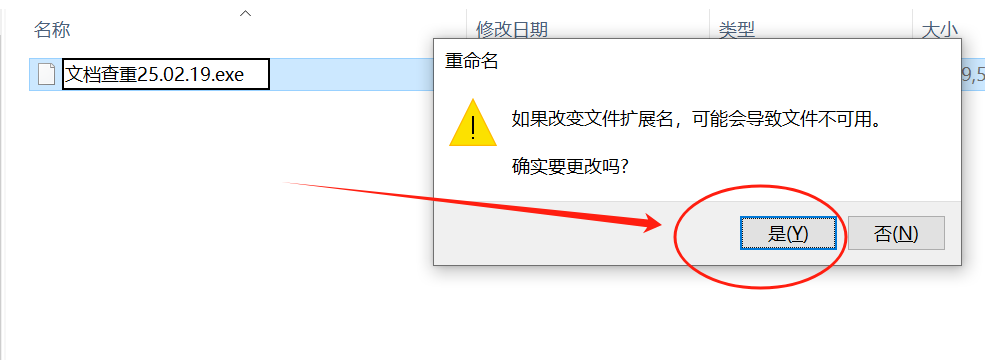 名称
修改日期
类型
大小
文档查重25.02.19.exe
9,5
重命名
如果改变文件扩展名，可能会导致文件不可用。
确实要更改吗？
是(Y)
否(N)